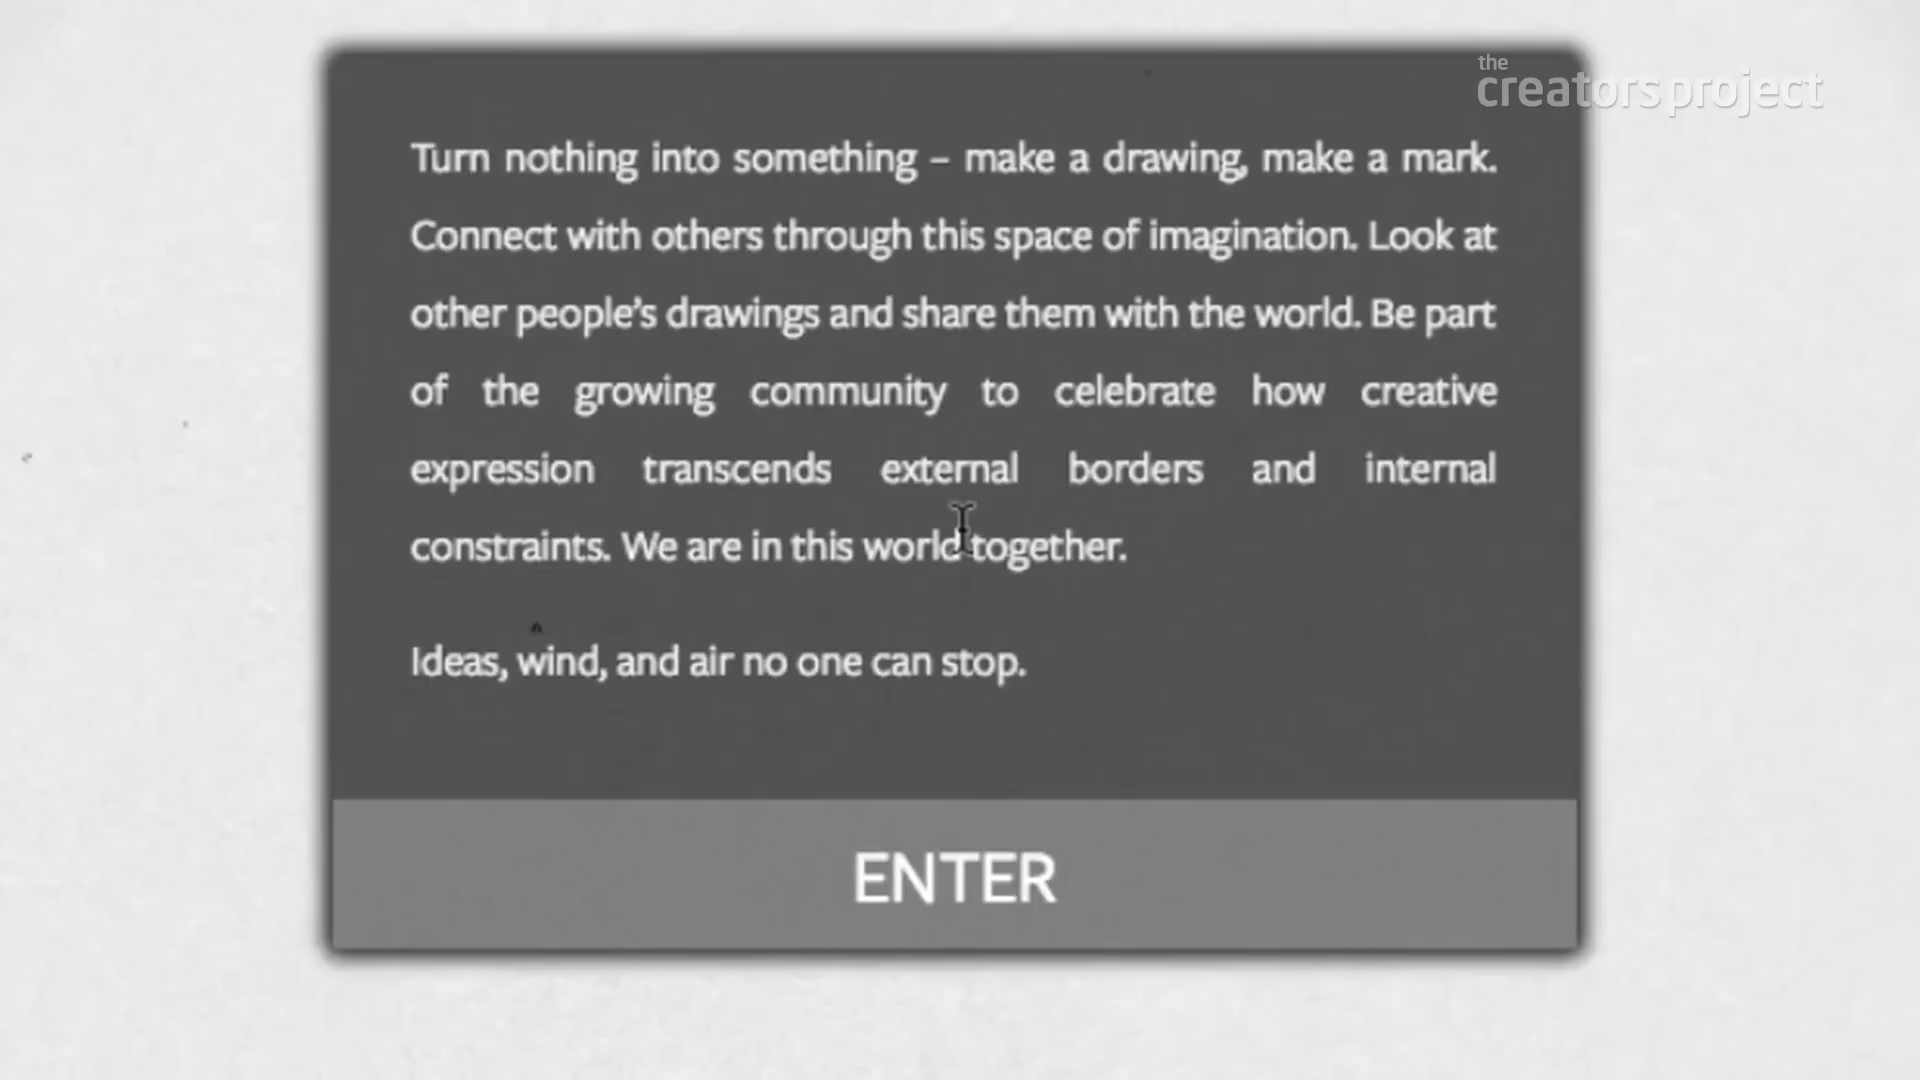 the
creatorsproject
Turn nothing into something – make a drawing, make a mark.
Connect with others through this space of imagination. Look at
other people’s drawings and share them with the world. Be part
of the growing community to celebrate how creative
expression transcends external borders and internal
constraints. We are in this world together.
Ideas, wind, and air no one can stop.
ENTER